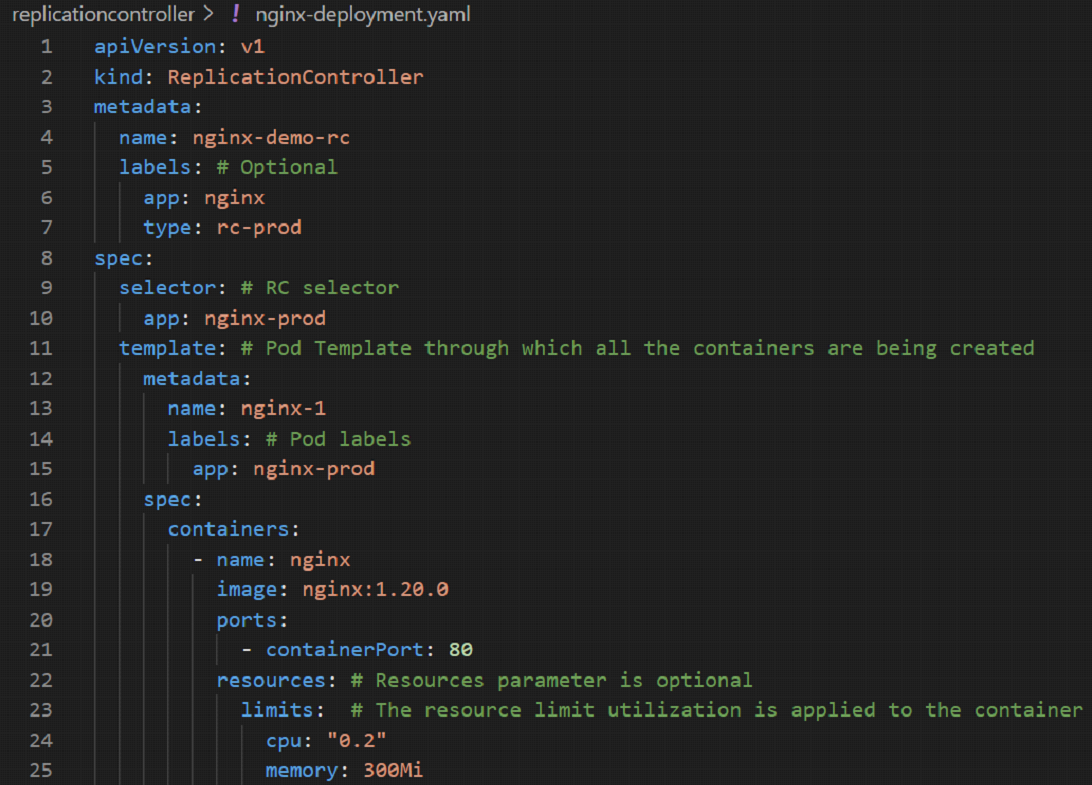 replicationcontroller > ! nginx-deployment.yaml
1 apiVersion: v1
2 kind: ReplicationController
3 metadata:
4   name: nginx-demo-rc
5   labels: # Optional
6     app: nginx
7     type: rc-prod
8 spec:
9   selector: # RC selector
10     app: nginx-prod
11   template: # Pod Template through which all the containers are being created
12     metadata:
13       name: nginx-1
14       labels: # Pod labels
15         app: nginx-prod
16     spec:
17       containers:
18         - name: nginx
19           image: nginx:1.20.0
20           ports:
21             - containerPort: 80
22           resources: # Resources parameter is optional
23             limits:  # The resource limit utilization is applied to the container
24               cpu: "0.2"
25               memory: 300Mi